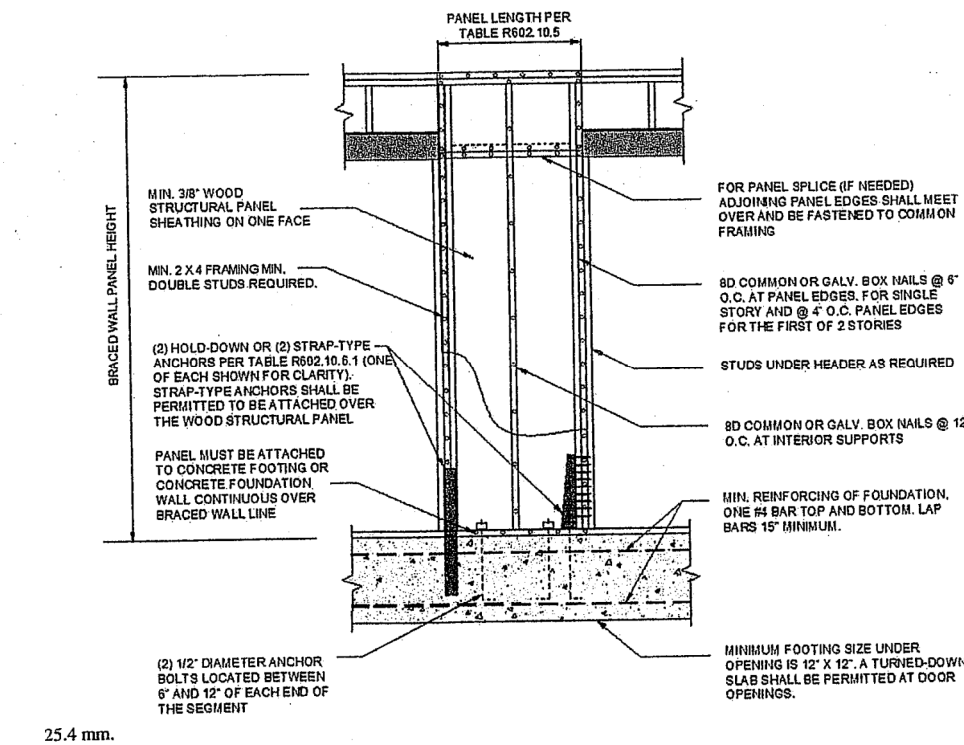 PANEL LENGTH PER
TABLE R602.10.5
BRACED WALL PANEL HEIGHT
MIN. 3/8" WOOD
STRUCTURAL PANEL
SHEATHING ON ONE FACE
MIN. 2 X 4 FRAMING MIN.
DOUBLE STUDS REQUIRED.
(2) HOLD-DOWN OR (2) STRAP-TYPE
ANCHORS PER TABLE R602.10.6.1 (ONE
OF EACH SHOWN FOR CLARITY).
STRAP-TYPE ANCHORS SHALL BE
PERMITTED TO BE ATTACHED OVER
THE WOOD STRUCTURAL PANEL
PANEL MUST BE ATTACHED
TO CONCRETE FOOTING OR
CONCRETE FOUNDATION
WALL CONTINUOUS OVER
BRACED WALL LINE
(2) 1/2" DIAMETER ANCHOR
BOLTS LOCATED BETWEEN
6" AND 12" OF EACH END OF
THE SEGMENT
FOR PANEL SPLICE (IF NEEDED)
ADJOINING PANEL EDGES SHALL MEET
OVER AND BE FASTENED TO COMMON
FRAMING
8D COMMON OR GALV. BOX NAILS @ 6"
O.C. AT PANEL EDGES. FOR SINGLE
STORY AND @ 4" O.C. PANEL EDGES
FOR THE FIRST OF 2 STORIES
STUDS UNDER HEADER AS REQUIRED
8D COMMON OR GALV. BOX NAILS @ 12
O.C. AT INTERIOR SUPPORTS
MIN. REINFORCING OF FOUNDATION,
ONE #4 BAR TOP AND BOTTOM. LAP
BARS 15" MINIMUM.
MINIMUM FOOTING SIZE UNDER
OPENING IS 12" X 12". A TURNED-DOWN
SLAB SHALL BE PERMITTED AT DOOR
OPENINGS.
25.4 mm.